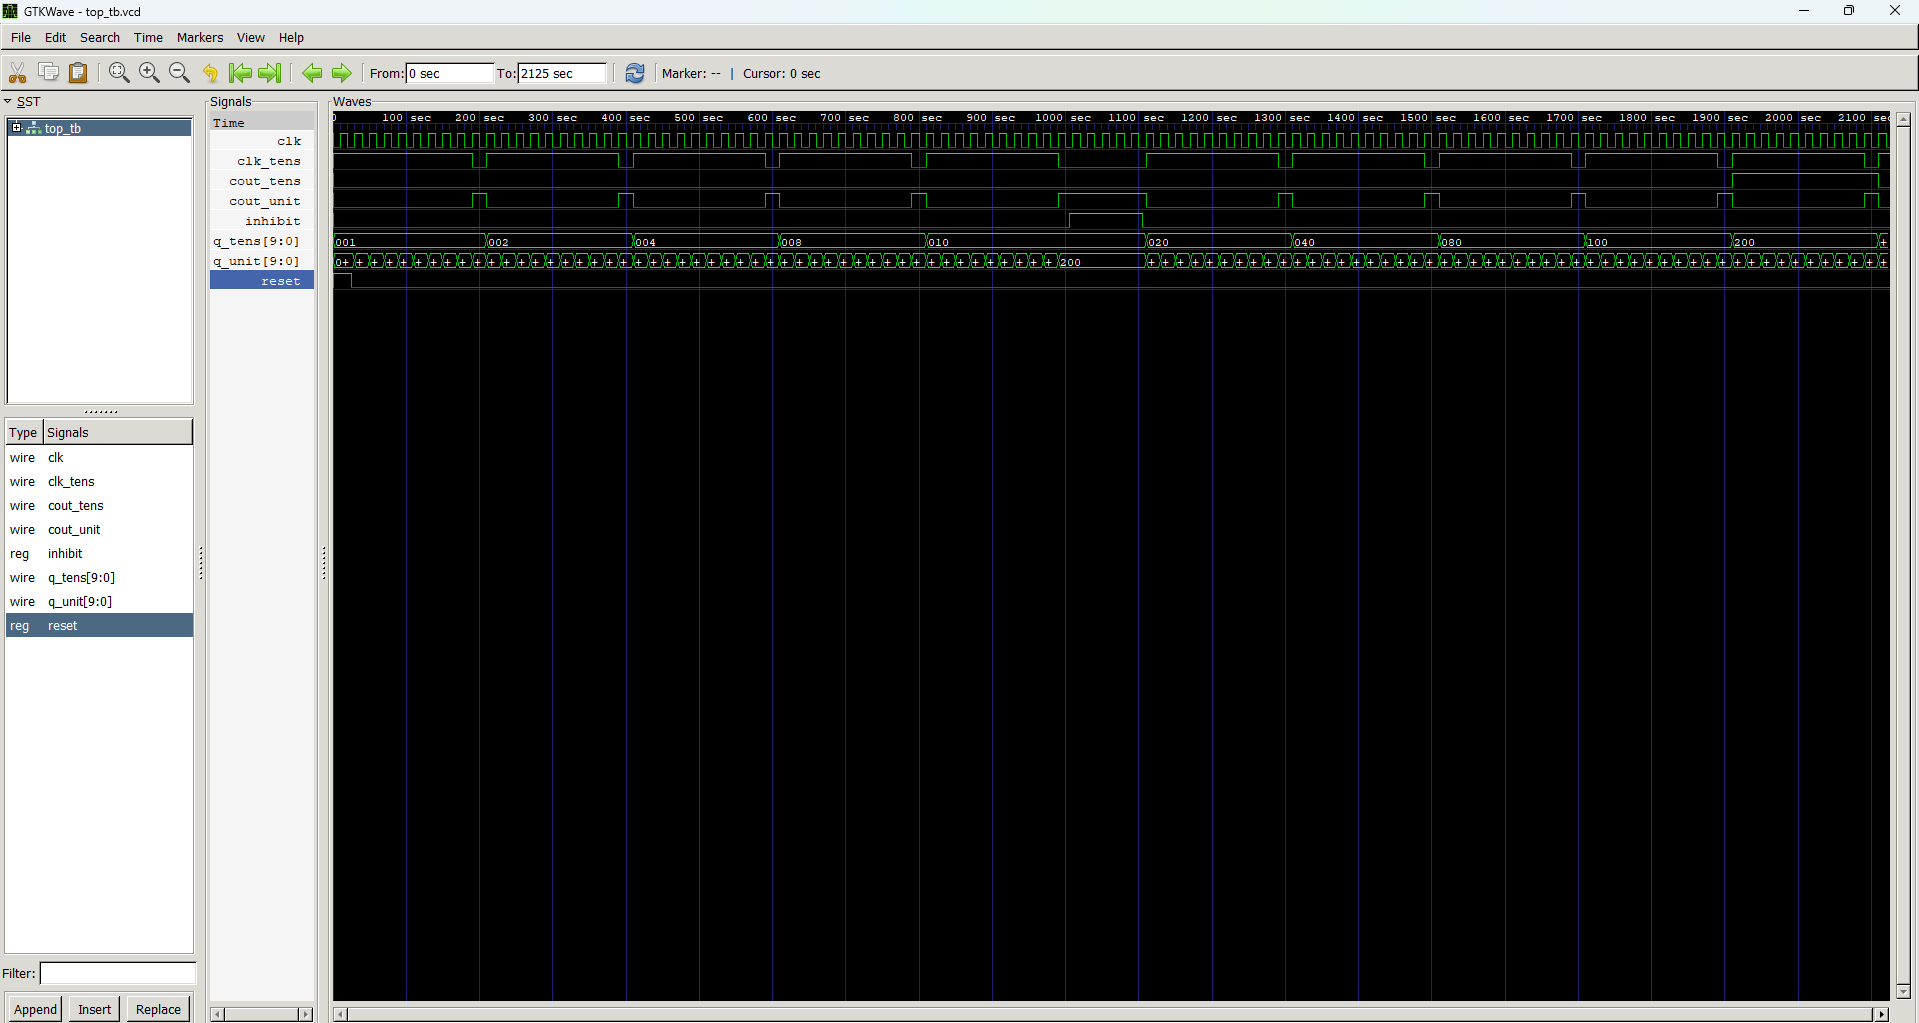 GTKWave - top_tb.vcd
File Edit Search Time Markers View Help
From: 0 sec To: 2125 sec Marker: -- | Cursor: 0 sec
SST
top_tb
Type Signals
wire clk
wire clk_tens
wire cout_tens
wire cout_unit
reg inhibit
wire q_tens[9:0]
wire q_unit[9:0]
reg reset
Filter:
Append Insert Replace
Signals
Time
clk
clk_tens
cout_tens
cout_unit
inhibit
q_tens[9:0]
q_unit[9:0]
reset
Waves
0 100 sec 200 sec 300 sec 400 sec 500 sec 600 sec 700 sec 800 sec 900 sec 1000 sec 1100 sec 1200 sec 1300 sec 1400 sec 1500 sec 1600 sec 1700 sec 1800 sec 1900 sec 2000 sec 2100 sec
001 002 004 008 010 020 040 080 100 200 +
0+ + + + + + + + + + + + + + + + + + + + + + + + + + + + + + + + + + + + + + + + + + + + + + + + + 200 + + + + + + + + + + + + + + + + + + + + + + + + + + + + + + + + + + + + + + + + + + + + + + + + + + +